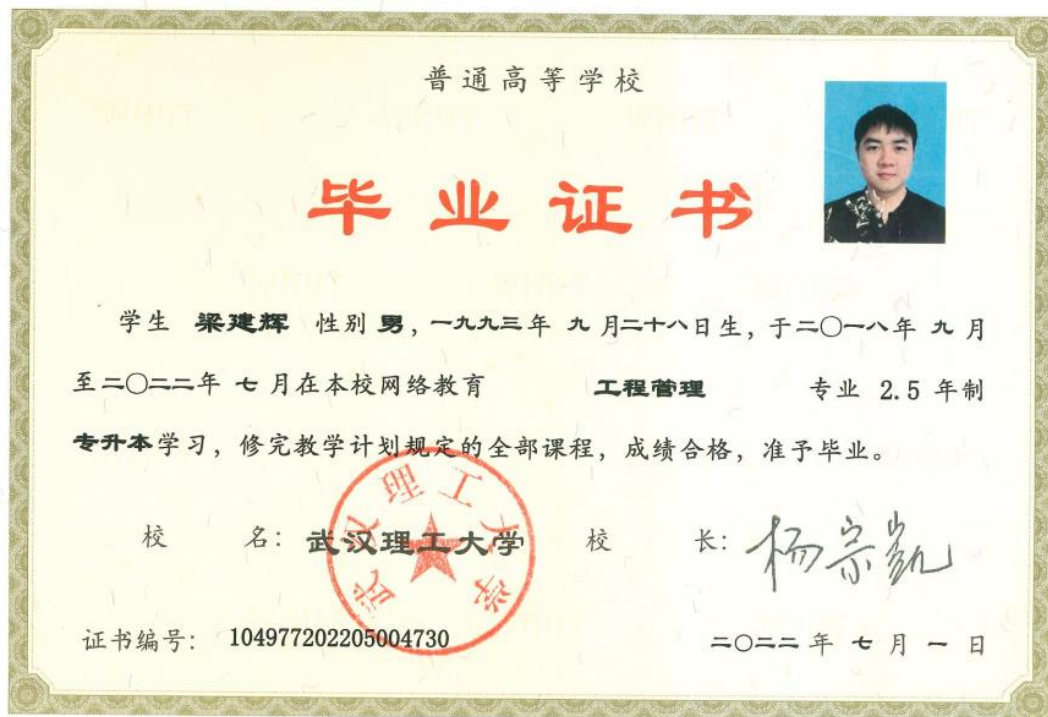 普通高等学校
毕业证书
学生 梁建辉 性别 男，一九九三年 九 月二十八日生，于二〇一八年 九 月
至二〇二二年 七 月在本校网络教育 工程管理 专业 2.5 年制
专升本学习，修完教学计划规定的全部课程，成绩合格，准予毕业。
校 名：武汉理工大学 校 长：杨宗凯
武汉理工大学
证书编号：104977202205004730 二〇二二 年 七 月 一 日